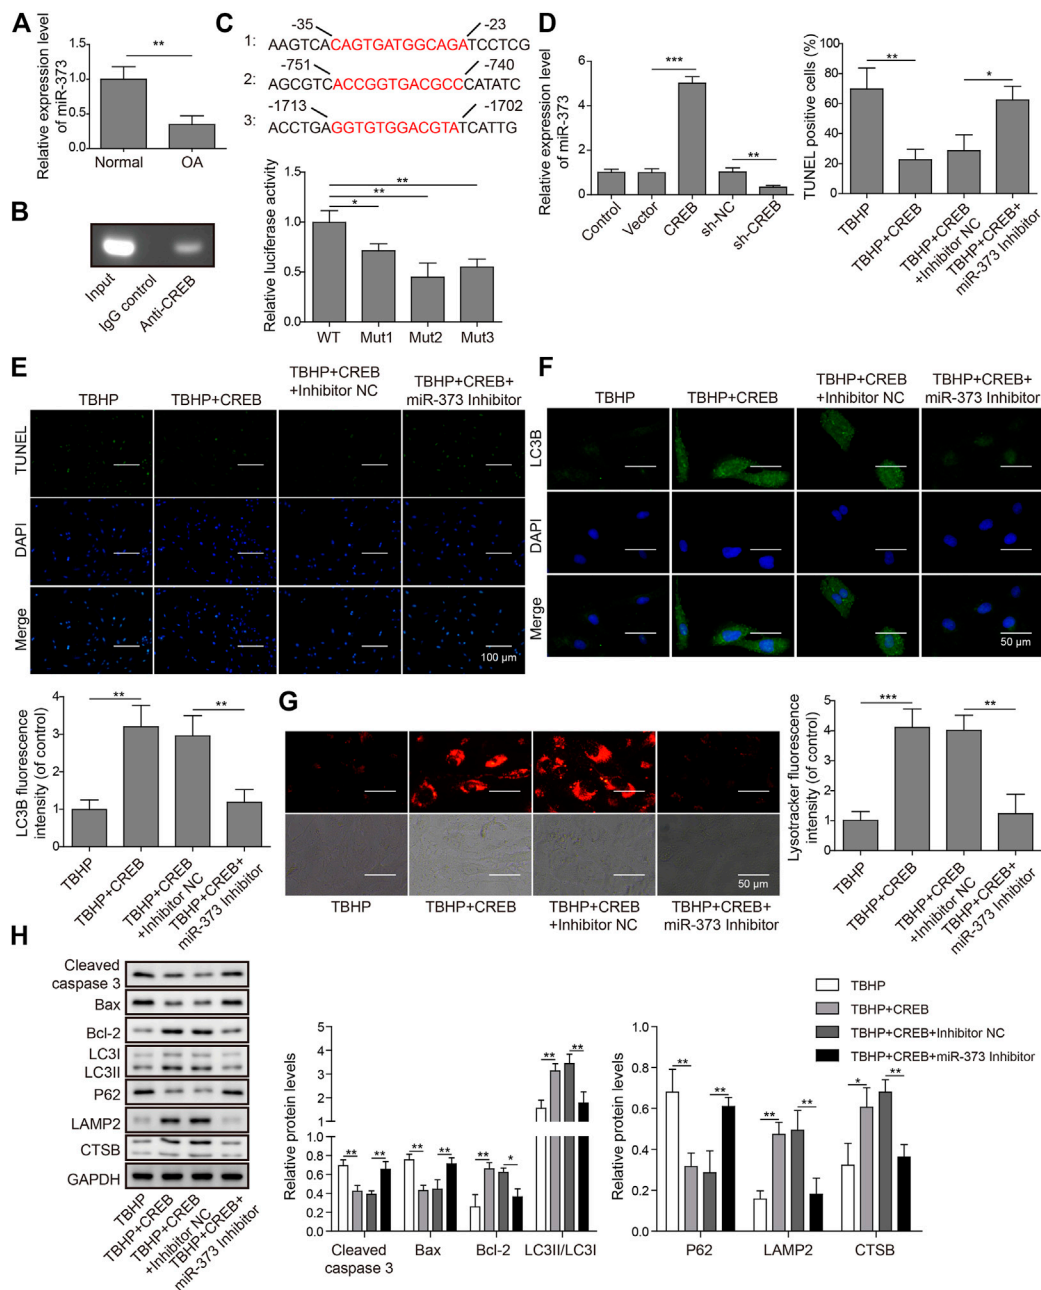 A
Relative expression level
of miR-373
1.5
1.0
0.5
0.0
**
Normal
OA
B
Input
IgG control
Anti-CREB
C
-35
-23
1: AAGTCACAGTGATGGCAGATCCTCG
-751
-740
2: AGCGTCACCGGTGACGCCCATATC
-1713
-1702
3: ACCTGAGGTGTGGACGTATCATTG
Relative luciferase activity
1.5
1.0
0.5
0.0
**
**
*
WT
Mut1
Mut2
Mut3
D
Relative expression level
of miR-373
6
4
2
0
***
**
Control
Vector
CREB
sh-NC
sh-CREB
TUNEL positive cells (%)
100
80
60
40
20
0
**
*
TBHP
TBHP+CREB
TBHP+CREB
+Inhibitor NC
TBHP+CREB+
miR-373 Inhibitor
E
TBHP
TBHP+CREB
TBHP+CREB
+Inhibitor NC
TBHP+CREB+
miR-373 Inhibitor
TUNEL
DAPI
Merge
100 µm
F
TBHP
TBHP+CREB
TBHP+CREB
+Inhibitor NC
TBHP+CREB+
miR-373 Inhibitor
LC3B
DAPI
Merge
50 µm
LC3B fluorescence
intensity (of control)
4
3
2
1
0
**
**
TBHP
TBHP+CREB
TBHP+CREB
+Inhibitor NC
TBHP+CREB+
miR-373 Inhibitor
G
50 µm
TBHP
TBHP+CREB
TBHP+CREB
+Inhibitor NC
TBHP+CREB+
miR-373 Inhibitor
Lysotracker fluorescence
intensity (of control)
5
4
3
2
1
0
***
**
TBHP
TBHP+CREB
TBHP+CREB
+Inhibitor NC
TBHP+CREB+
miR-373 Inhibitor
H
Cleaved
caspase 3
Bax
Bcl-2
LC3I
LC3II
P62
LAMP2
CTSB
GAPDH
TBHP
TBHP+CREB
TBHP+CREB
+Inhibitor NC
TBHP+CREB+
miR-373 Inhibitor
Relative protein levels
5
4
3
2
1
0.8
0.6
0.4
0.2
0.0
** **
** **
** *
** **
Cleaved
caspase 3
Bax
Bcl-2
LC3II/LC3I
Relative protein levels
1.0
0.8
0.6
0.4
0.2
0.0
** **
** **
* **
P62
LAMP2
CTSB
TBHP
TBHP+CREB
TBHP+CREB+Inhibitor NC
TBHP+CREB+miR-373 Inhibitor